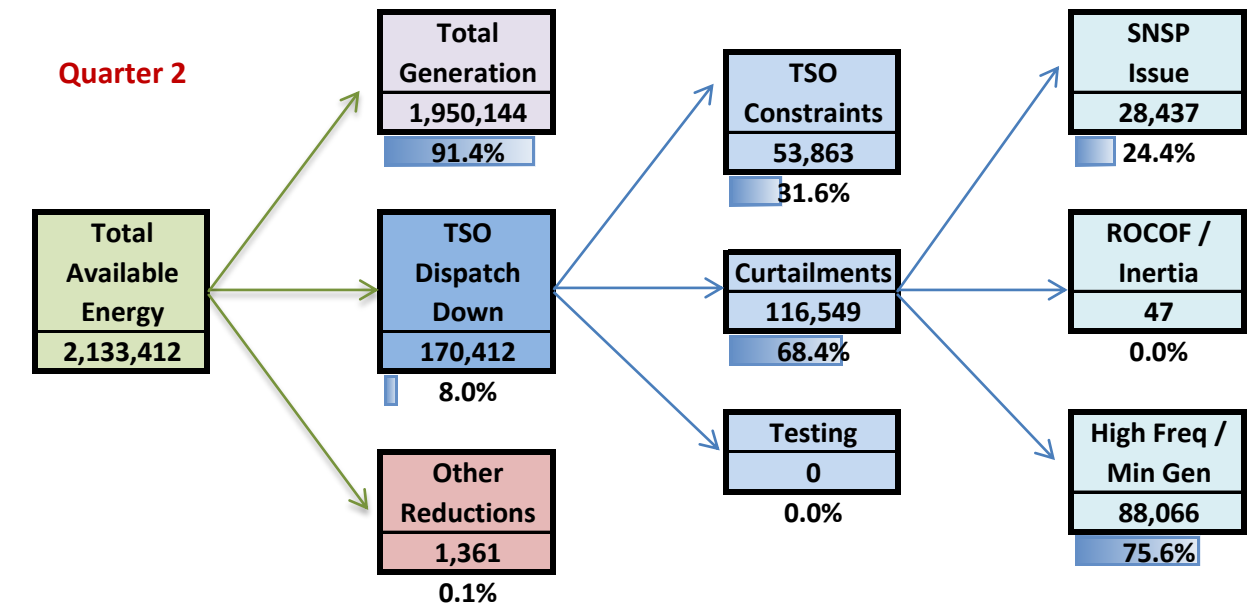 Quarter 2
Total
Available
Energy
2,133,412
Total
Generation
1,950,144
91.4%
TSO
Dispatch
Down
170,412
8.0%
Other
Reductions
1,361
0.1%
TSO
Constraints
53,863
31.6%
Curtailments
116,549
68.4%
Testing
0
0.0%
SNSP
Issue
28,437
24.4%
ROCOF /
Inertia
47
0.0%
High Freq /
Min Gen
88,066
75.6%